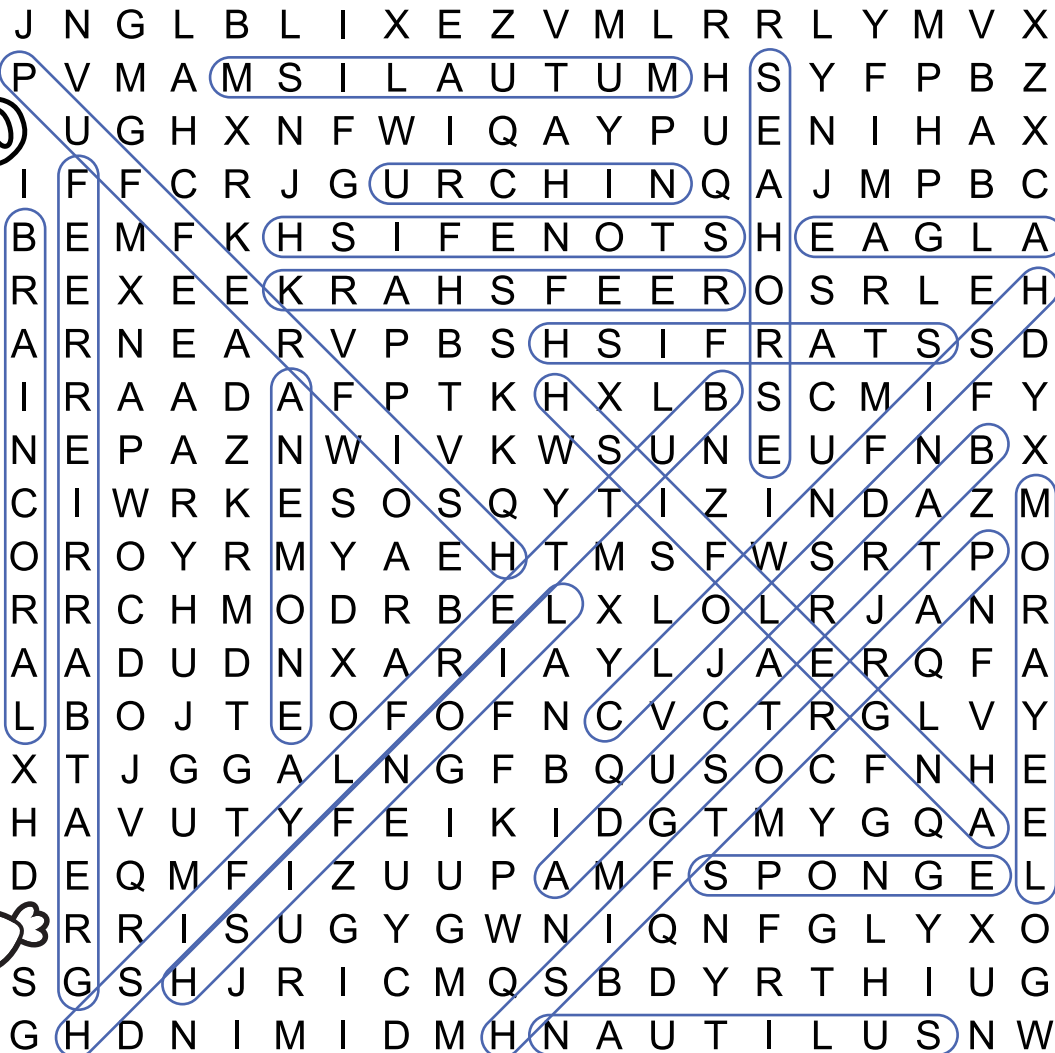 J N G L B L I X E Z V M L R R L Y M V X
P V M A M S I L A U T U M H S Y F P B Z
U G H X N F W I Q A Y P U E N I H A X
I F F C R J G U R C H I N Q A J M P B C
B E M F K H S I F E N O T S H E A G L A
R E X E E K R A H S F E E R O S R L E H
A R N E A R V P B S H S I F R A T S S D
I R A A D A F P T K H X L B S C M I F Y
N E P A Z N W I V K W S U N E U F N B X
C I W R K E S O S Q Y T I Z I N D A Z M
O R O Y R M Y A E H T M S F W S R T P O
R R C H M O D R B E L X L O L R J A N R
A A D U D N X A R I A Y L J A E R Q F A
L B O J T E O F O F N C V C T R G L V Y
X T J G G A L N G F B Q U S O C F N H E
H A V U T Y F E I K I D G T M Y G Q A E
D E Q M F I Z U U P A M F S P O N G E L
R R I S U G Y G W N I Q N F G L Y X O
S G S H J R I C M Q S B D Y R T H I U G
G H D N I M I D M H N A U T I L U S N W